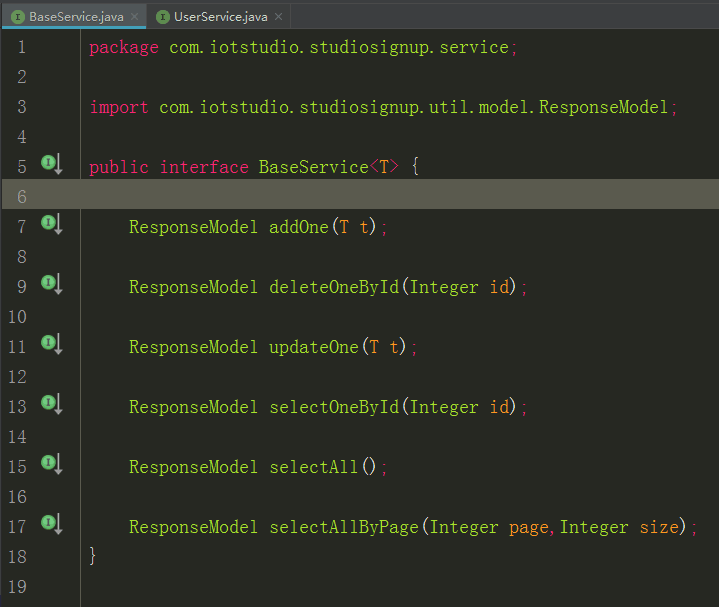 BaseService.java × UserService.java ×
1 package com.iotstudio.studiosignup.service;
2
3 import com.iotstudio.studiosignup.util.model.ResponseModel;
4
5 public interface BaseService<T> {
6
7 ResponseModel addOne(T t);
8
9 ResponseModel deleteOneById(Integer id);
10
11 ResponseModel updateOne(T t);
12
13 ResponseModel selectOneById(Integer id);
14
15 ResponseModel selectAll();
16
17 ResponseModel selectAllByPage(Integer page,Integer size);
18 }
19